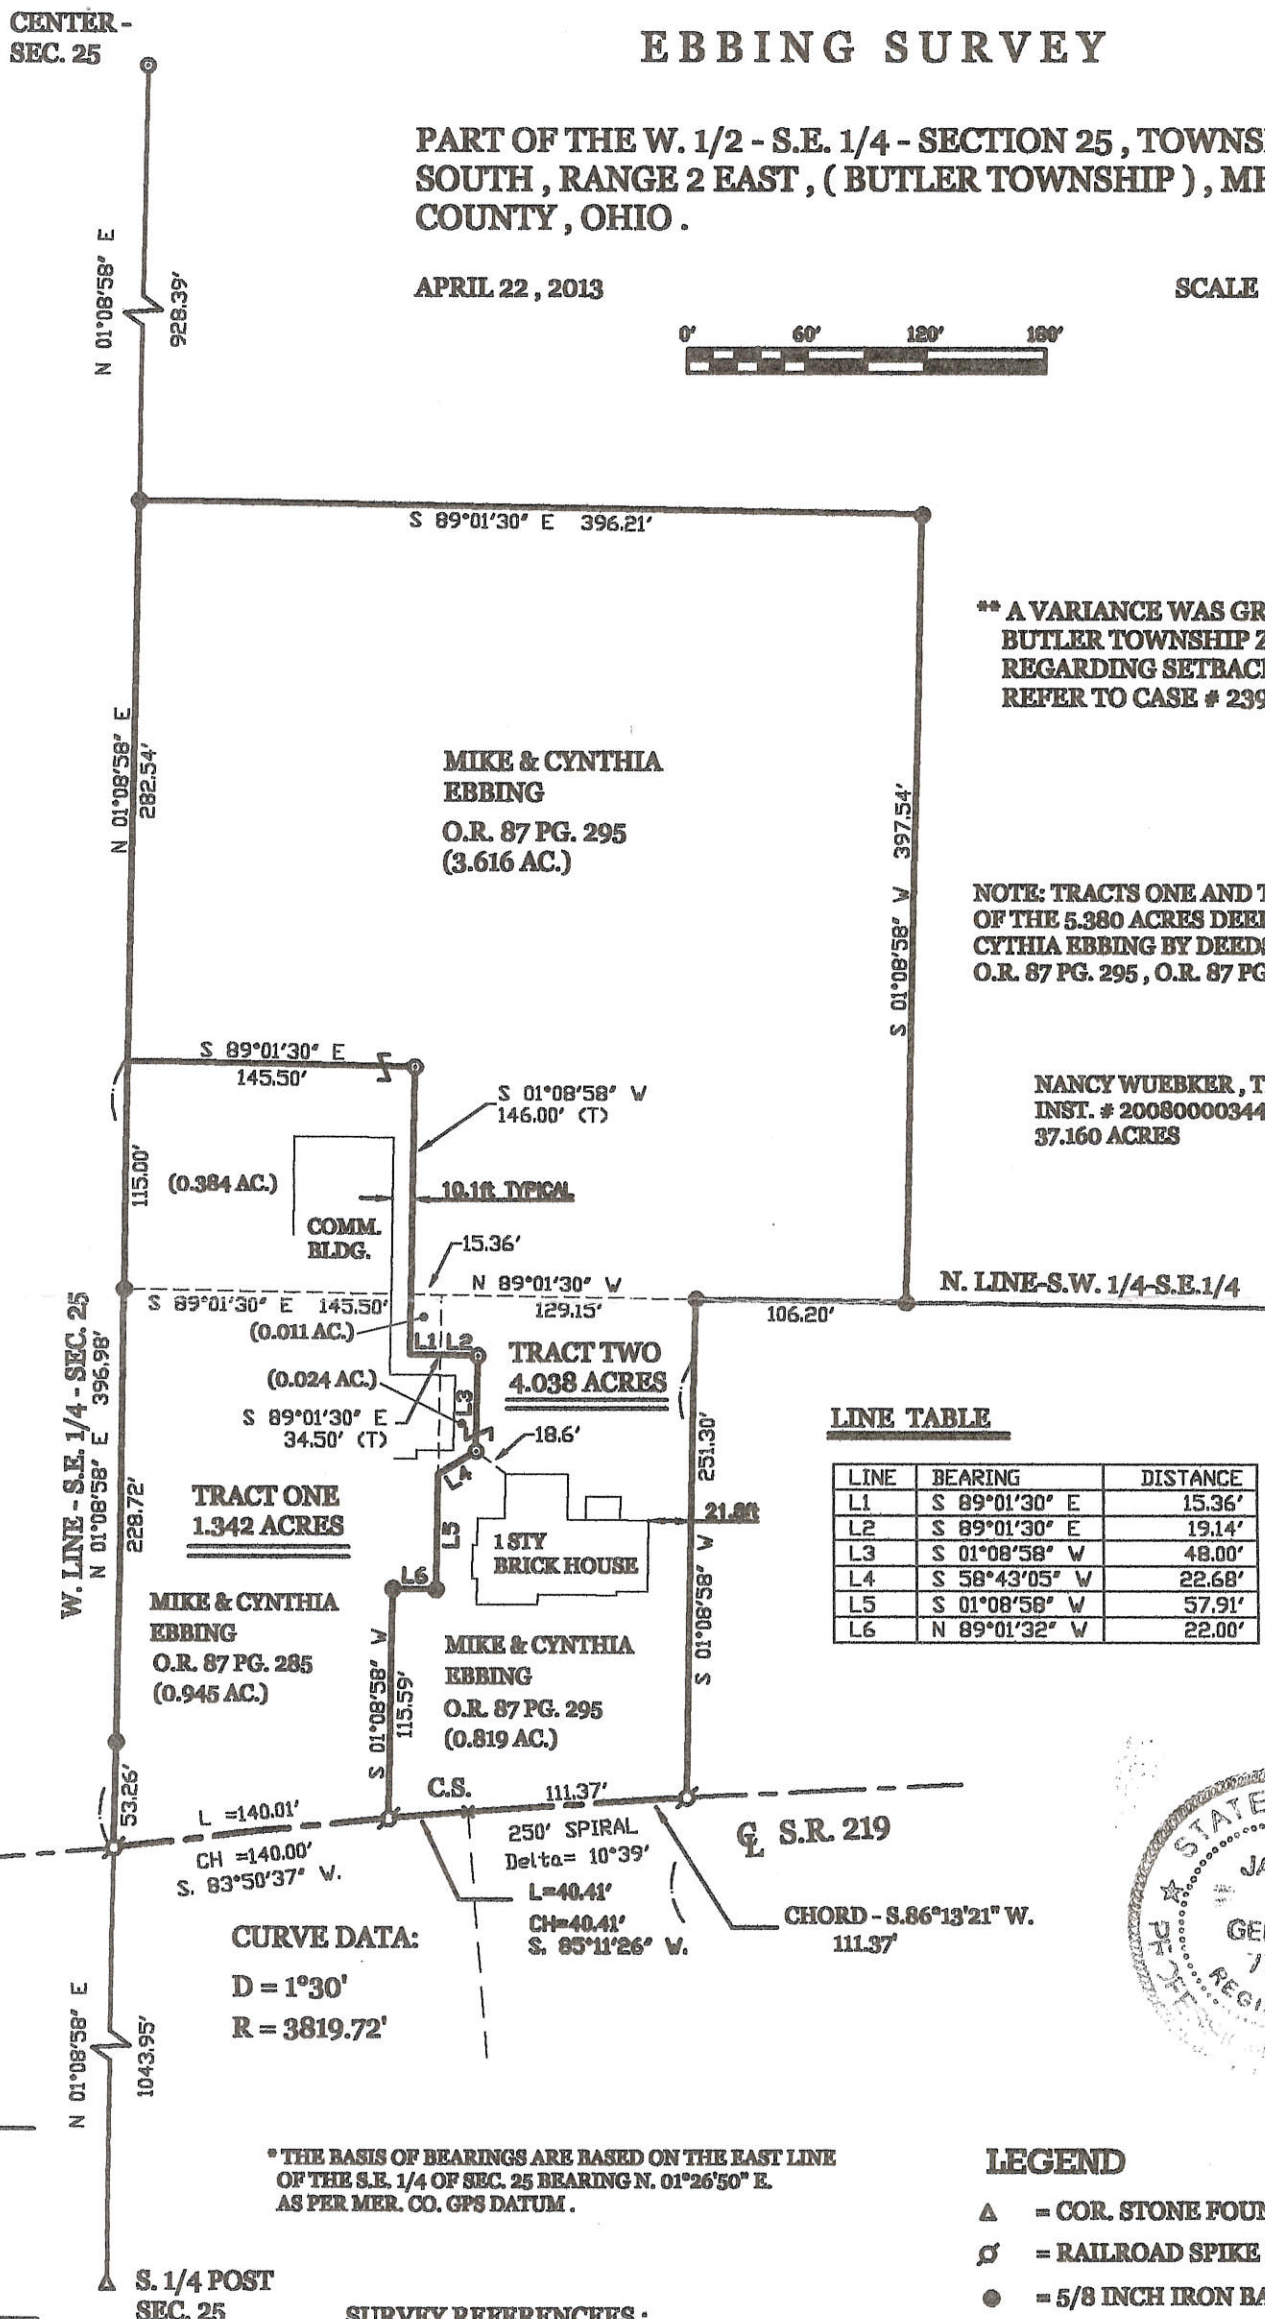 CENTER -
SEC. 25
EBBING SURVEY
PART OF THE W. 1/2 - S.E. 1/4 - SECTION 25 ,
SOUTH , RANGE 2 EAST , ( BUTLER TOWNSHIP ) ,
COUNTY , OHIO .
APRIL 22 , 2013
SCALE
0' 60' 120' 180'
N 01°08'58" E
928.39'
S 89°01'30" E 396.21'
** A VARIANCE WAS
BUTLER TOWNSHIP
REGARDING
REFER TO CASE # 239
N 01°08'58" E
282.54'
MIKE & CYNTHIA
EBBING
O.R. 87 PG. 295
(3.616 AC.)
S 01°08'58" W 397.54'
NOTE: TRACTS ONE AND
OF THE 5.380 ACRES
CYTHIA EBBING BY
O.R. 87 PG. 295 , O.R. 87
NANCY WUEBKER ,
INST. # 20080000344
37.160 ACRES
S 89°01'30" E
145.50'
S 01°08'58" W
146.00' (T)
115.00'
(0.384 AC.)
10.1ft TYPICAL
COMM.
BLDG.
15.36'
N 89°01'30" W
129.15'
S 89°01'30" E 145.50'
(0.011 AC.)
106.20'
N. LINE-S.W. 1/4-S.E.1/4
L1 L2
TRACT TWO
4.038 ACRES
(0.024 AC.)
L3
S 89°01'30" E
34.50' (T)
18.6'
L4
W. LINE - S.E. 1/4 - SEC. 25
N 01°08'58" E 396.98'
228.72'
TRACT ONE
1.342 ACRES
L5
1 STY
BRICK HOUSE
21.8ft
251.30'
S 01°08'58" W
L6
LINE TABLE
LINE BEARING DISTANCE
L1 S 89°01'30" E 15.36'
L2 S 89°01'30" E 19.14'
L3 S 01°08'58" W 48.00'
L4 S 58°43'05" W 22.68'
L5 S 01°08'58" W 57.91'
L6 N 89°01'32" W 22.00'
MIKE & CYNTHIA
EBBING
O.R. 87 PG. 285
(0.945 AC.)
S 01°08'58" W
115.59'
MIKE & CYNTHIA
EBBING
O.R. 87 PG. 295
(0.819 AC.)
53.26'
L =140.01'
CH =140.00'
S. 83°50'37" W.
C.S.
111.37'
250' SPIRAL
Delta= 10°39'
℄ S.R. 219
L=40.41'
CH=40.41'
S. 85°11'26" W.
CHORD - S.86°13'21" W.
111.37'
CURVE DATA:
D = 1°30'
R = 3819.72'
STATE
N 01°08'58" E
1043.95'
* THE BASIS OF BEARINGS ARE BASED ON THE EAST LINE
OF THE S.E. 1/4 OF SEC. 25 BEARING N. 01°26'50" E.
AS PER MER. CO. GPS DATUM .
LEGEND
= COR. STONE
= RAILROAD SPIKE
= 5/8 INCH IRON
S. 1/4 POST
SEC. 25
SURVEY REFERENCES :